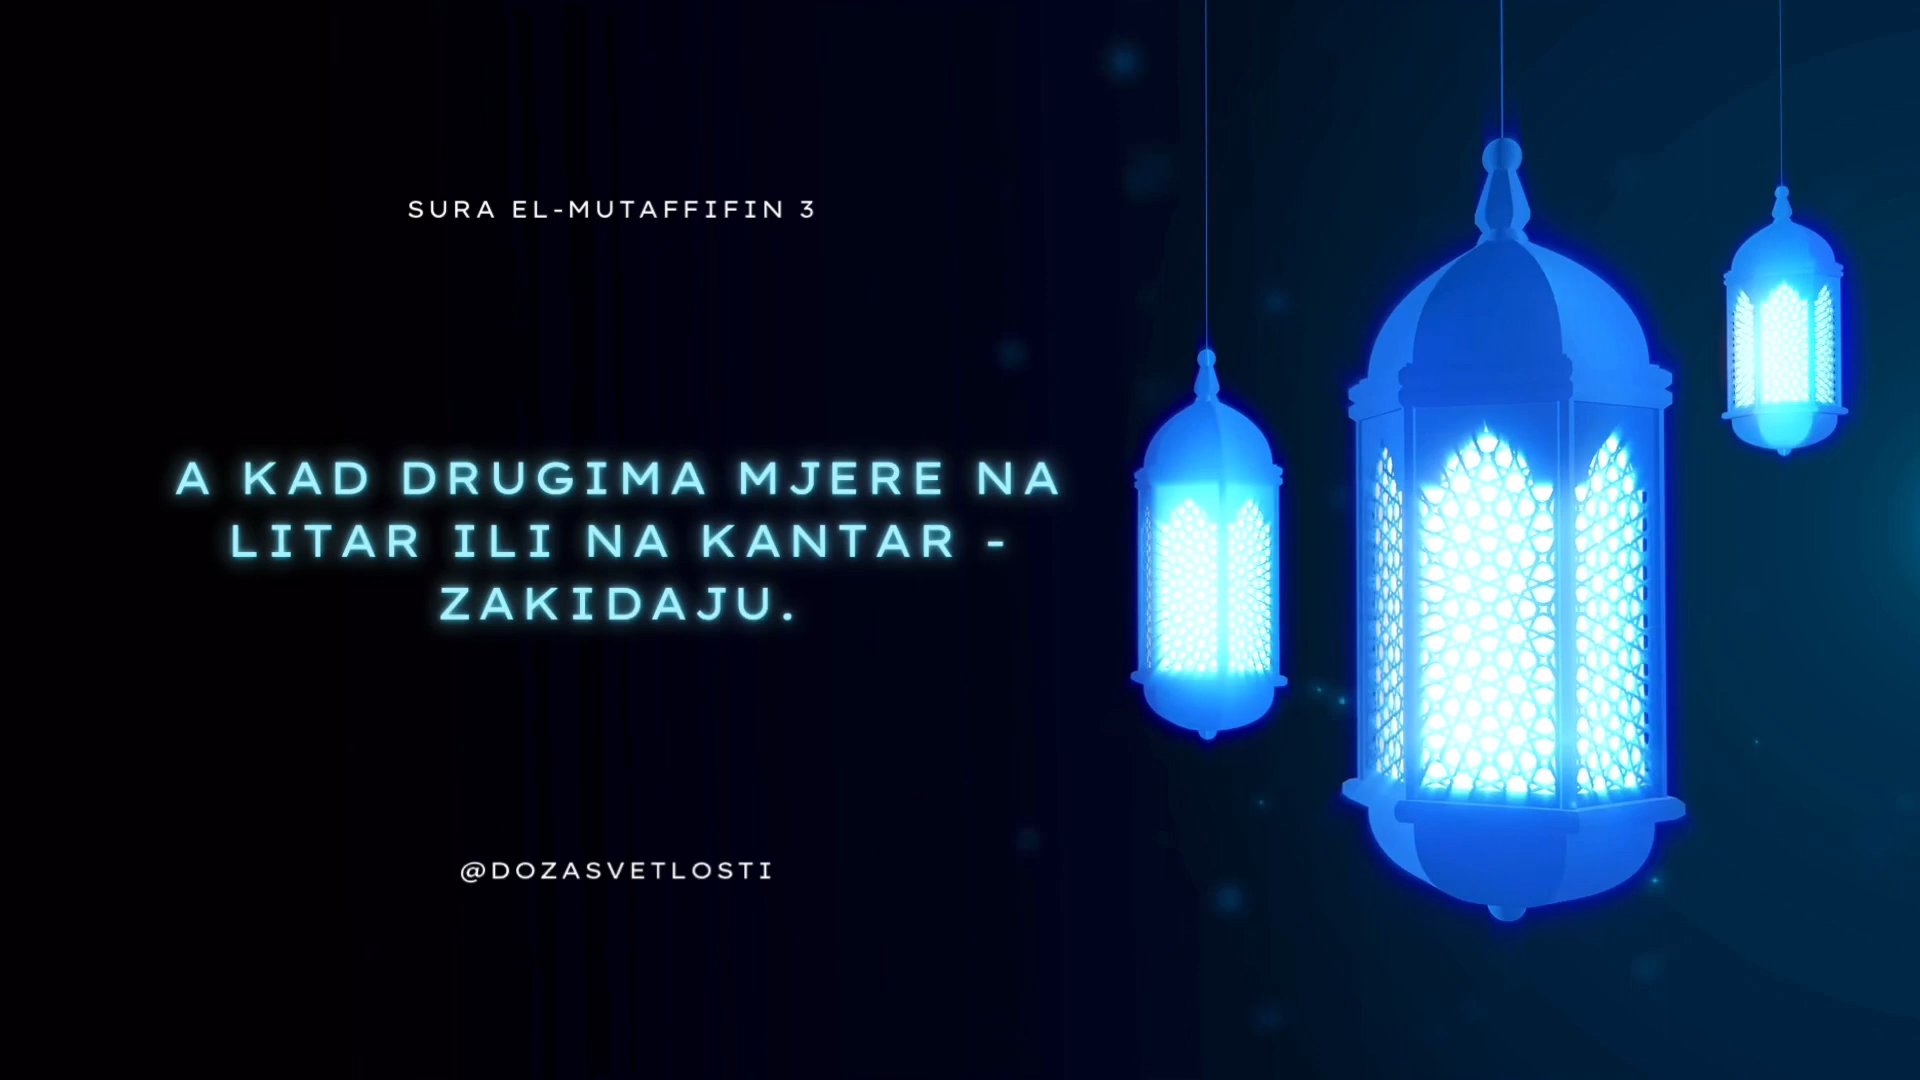 SURA EL-MUTAFFIFIN 3
A KAD DRUGIMA MJERE NA
LITAR ILI NA KANTAR -
ZAKIDAJU.
@DOZASVETLOSTI